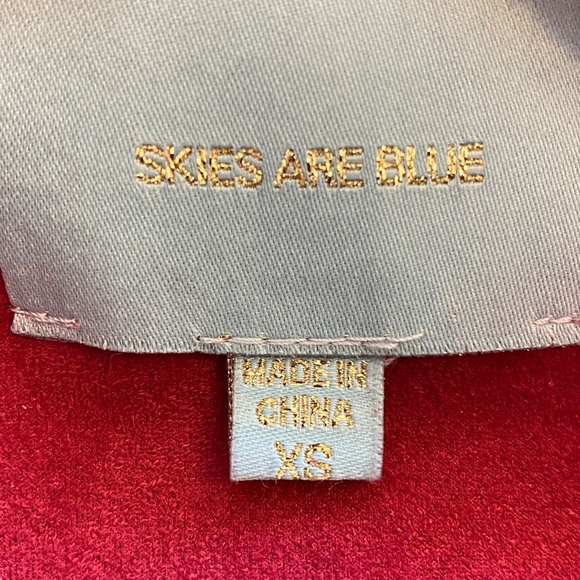 SKIES ARE BLUE
MADE IN
CHINA
XS